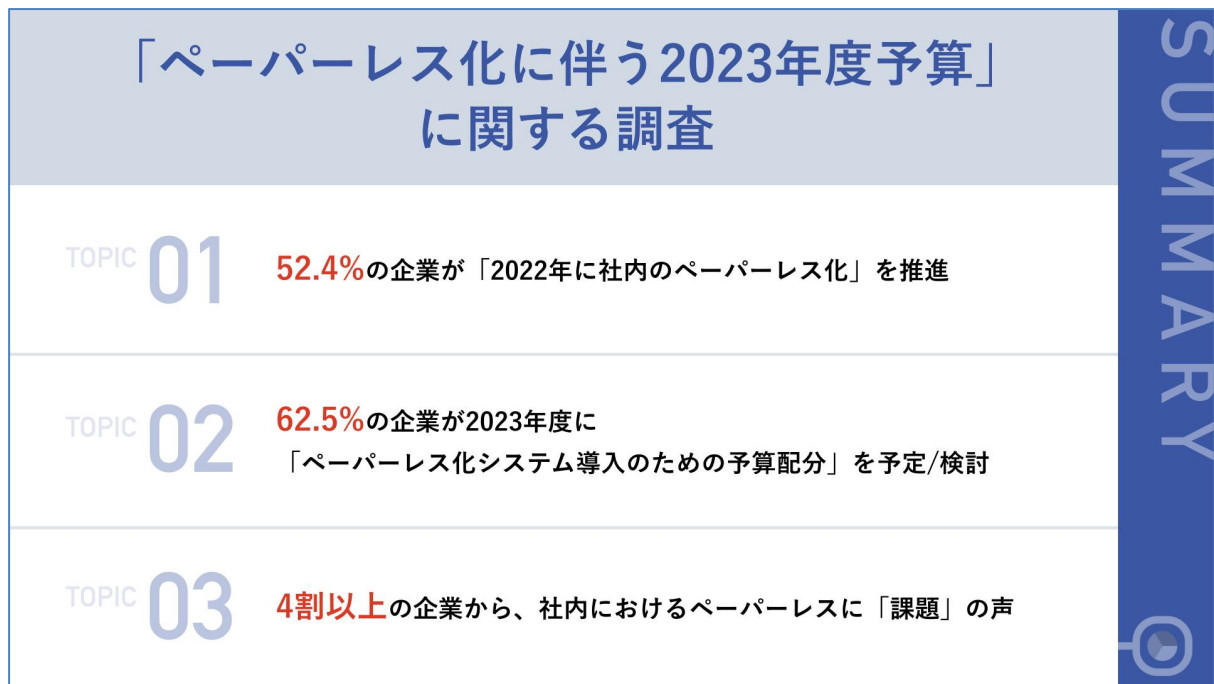 「ペーパーレス化に伴う2023年度予算」
に関する調査
TOPIC 01
52.4%の企業が「2022年に社内のペーパーレス化」を推進
TOPIC 02
62.5%の企業が2023年度に
「ペーパーレス化システム導入のための予算配分」を予定/検討
TOPIC 03
4割以上の企業から、社内におけるペーパーレスに「課題」の声
SUMMARY